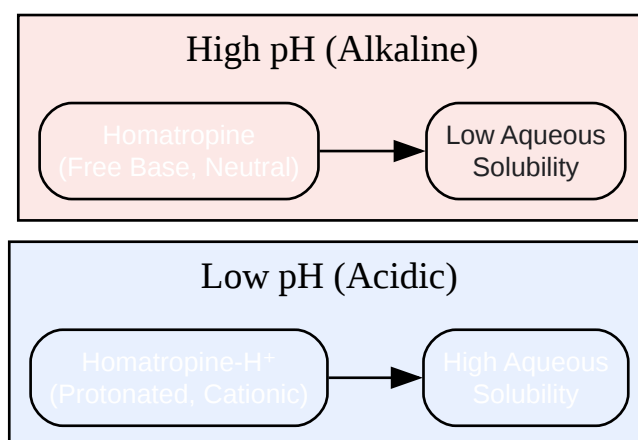 High pH (Alkaline)
Homatropine
(Free Base, Neutral)
Low Aqueous
Solubility
Low pH (Acidic)
Homatropine-H⁺
(Protonated, Cationic)
High Aqueous
Solubility